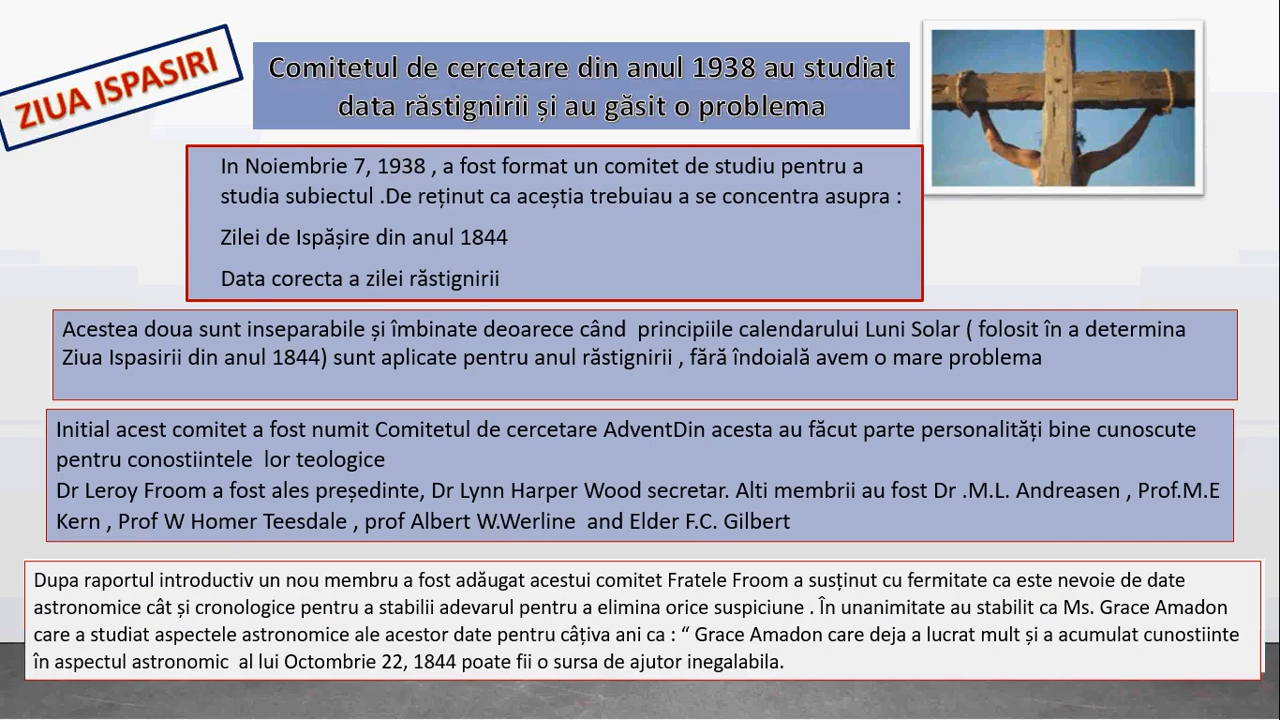 ZIUA ISPASIRI
Comitetul de cercetare din anul 1938 au studiat
data răstignirii și au găsit o problema
In Noiembrie 7, 1938 , a fost format un comitet de studiu pentru a
studia subiectul .De reținut ca aceștia trebuiau a se concentra asupra :
Zilei de Ispășire din anul 1844
Data corecta a zilei răstignirii
Acestea doua sunt inseparabile și îmbinate deoarece când principiile calendarului Luni Solar ( folosit în a determina
Ziua Ispasirii din anul 1844) sunt aplicate pentru anul răstignirii , fără îndoială avem o mare problema
Initial acest comitet a fost numit Comitetul de cercetare AdventDin acesta au făcut parte personalități bine cunoscute
pentru conostiintele lor teologice
Dr Leroy Froom a fost ales președinte, Dr Lynn Harper Wood secretar. Alti membrii au fost Dr .M.L. Andreasen , Prof.M.E
Kern , Prof W Homer Teesdale , prof Albert W.Werline and Elder F.C. Gilbert
Dupa raportul introductiv un nou membru a fost adăugat acestui comitet Fratele Froom a susținut cu fermitate ca este nevoie de date
astronomice cât și cronologice pentru a stabilii adevarul pentru a elimina orice suspiciune . În unanimitate au stabilit ca Ms. Grace Amadon
care a studiat aspectele astronomice ale acestor date pentru câțiva ani ca : “ Grace Amadon care deja a lucrat mult și a acumulat cunostiinte
în aspectul astronomic al lui Octombrie 22, 1844 poate fii o sursa de ajutor inegalabila.